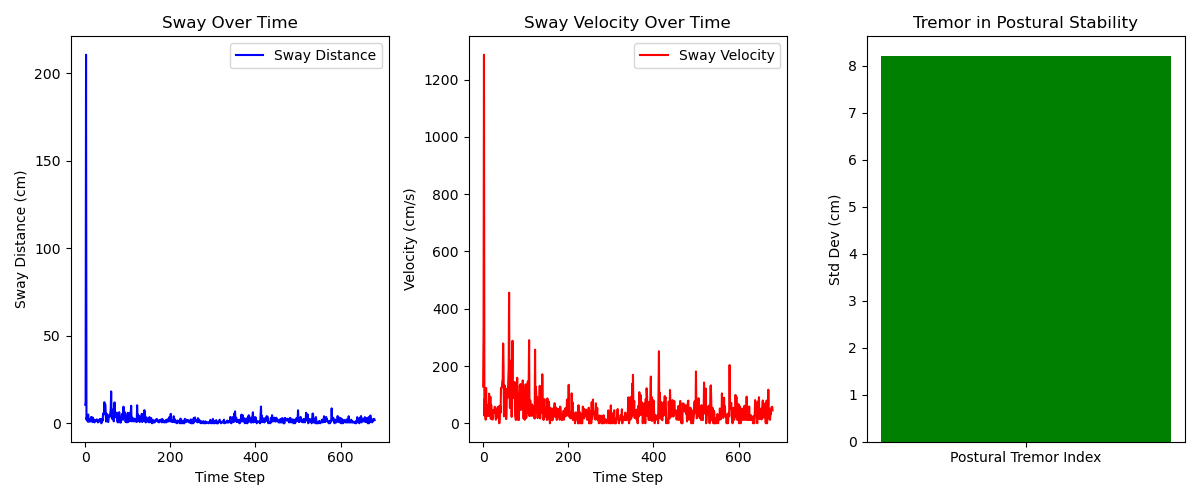 Sway Over Time
Sway Distance
Sway Distance (cm)
200
150
100
50
0
0 200 400 600
Time Step
Sway Velocity Over Time
Sway Velocity
Velocity (cm/s)
1200
1000
800
600
400
200
0
0 200 400 600
Time Step
Tremor in Postural Stability
Std Dev (cm)
8
7
6
5
4
3
2
1
0
Postural Tremor Index